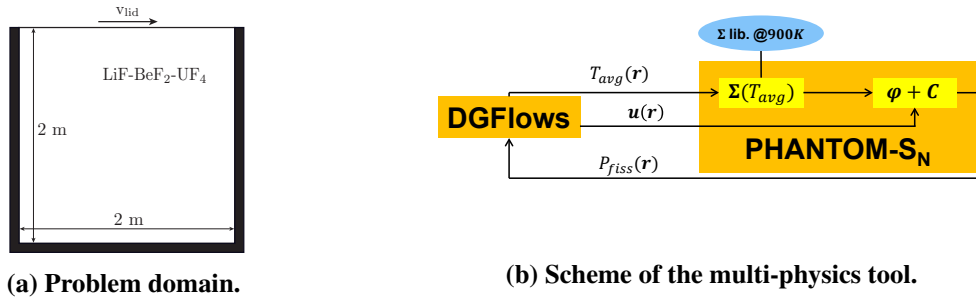 v_lid
LiF-BeF₂-UF₄
2 m
2 m
(a) Problem domain.
Σ lib. @900K
T_avg(r)
Σ(T_avg)
φ + C
DGFlows
u(r)
PHANTOM-S_N
P_fiss(r)
(b) Scheme of the multi-physics tool.